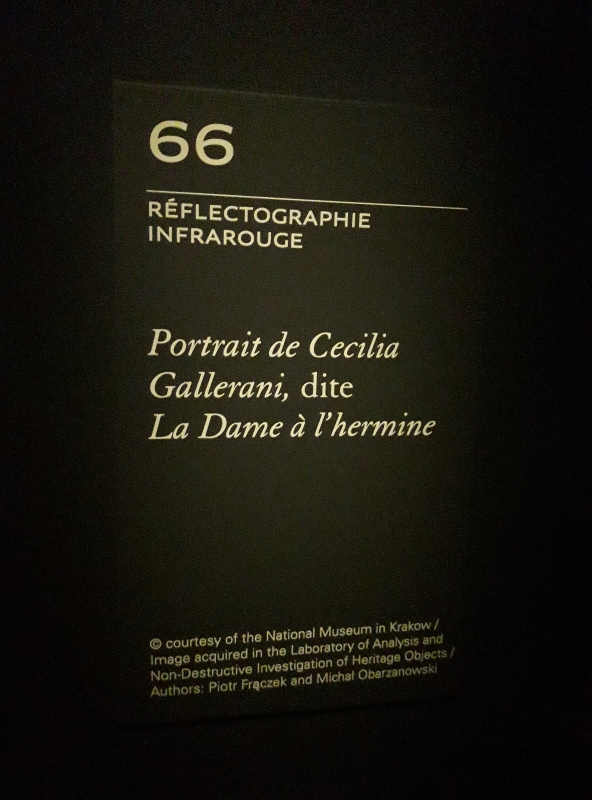 66
RÉFLECTOGRAPHIE
INFRAROUGE
Portrait de Cecilia
Gallerani, dite
La Dame à l'hermine
© courtesy of the National Museum in Krakow /
Image acquired in the Laboratory of Analysis and
Non-Destructive Investigation of Heritage Objects /
Authors: Piotr Frączek and Michal Obarzanowski